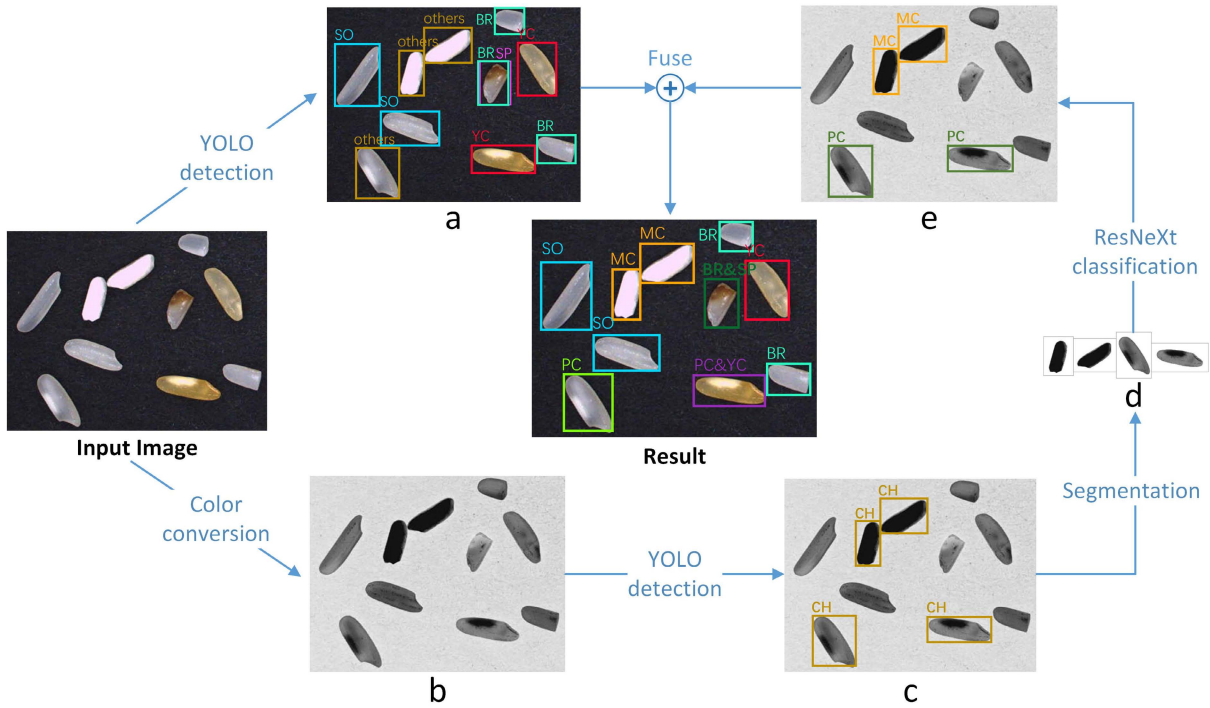 others
BR
SO
others
YC
BR SP
SO
others
YC
BR
a
YOLO
detection
Fuse
MC
MC
PC
PC
e
ResNeXt
classification
Input Image
MC
BR
SO
MC
YC
BR&SP
SO
PC
PC&YC
BR
Result
d
Color
conversion
b
YOLO
detection
CH
CH
CH
CH
c
Segmentation